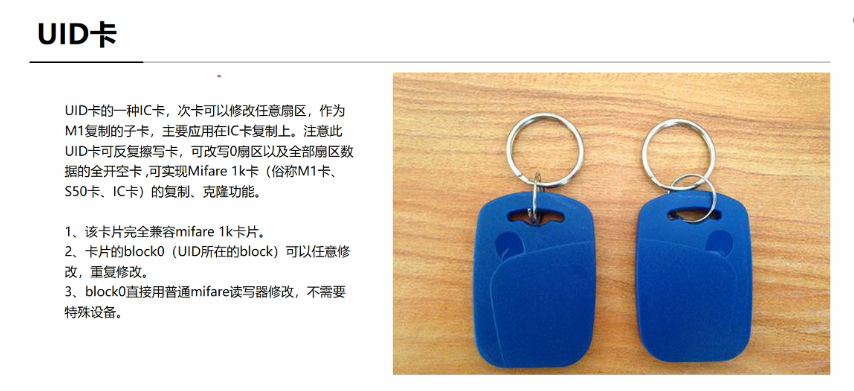 UID卡
UID卡的一种IC卡，次卡可以修改任意扇区，作为
M1复制的子卡，主要应用在IC卡复制上。注意此
UID卡可反复擦写卡，可改写0扇区以及全部扇区数
据的全开空卡 ,可实现Mifare 1k卡（俗称M1卡、
S50卡、IC卡）的复制、克隆功能。
1、该卡片完全兼容mifare 1k卡片。
2、卡片的block0（UID所在的block）可以任意修
改，重复修改。
3、block0直接用普通mifare读写器修改，不需要
特殊设备。